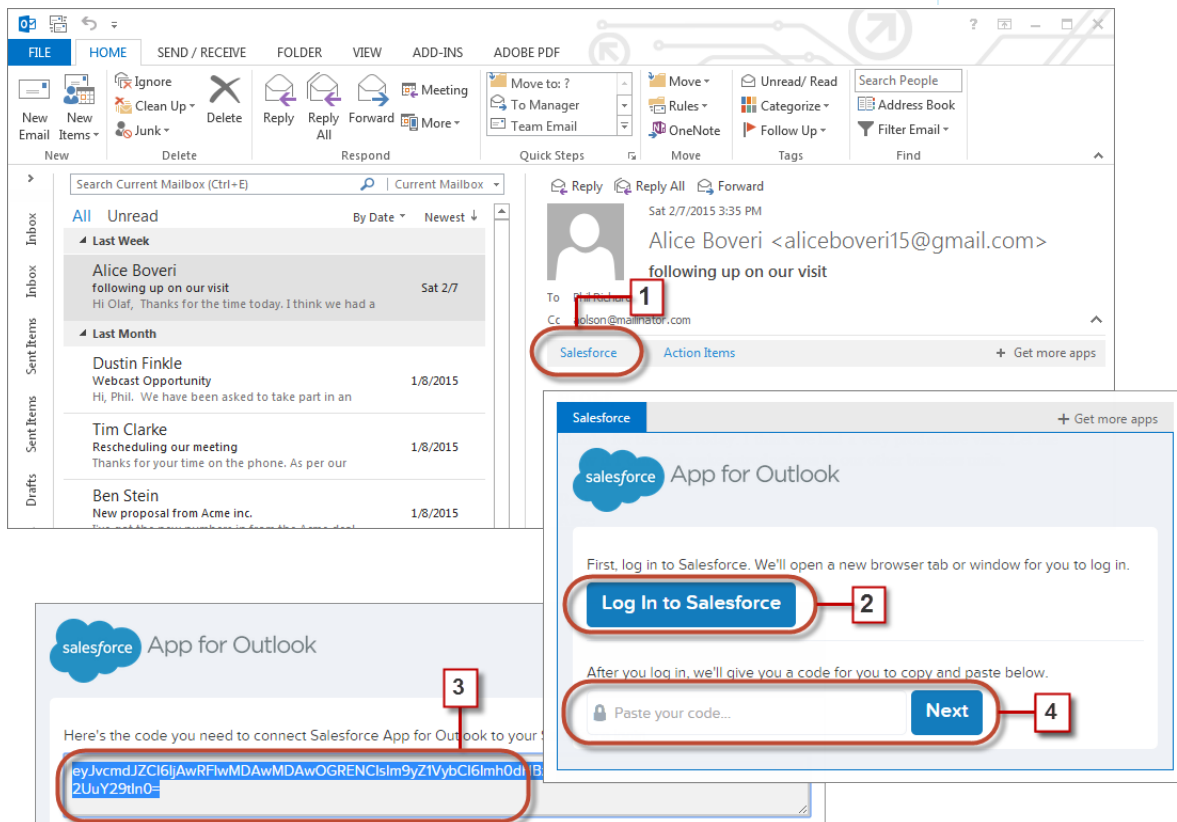 FILE HOME SEND / RECEIVE FOLDER VIEW ADD-INS ADOBE PDF
New Email
New Items
Ignore
Clean Up
Junk
Delete
Reply
Reply All
Forward
Meeting
More
Move to: ?
To Manager
Team Email
Move
Rules
OneNote
Unread/ Read
Categorize
Follow Up
Search People
Address Book
Filter Email
New Delete Respond Quick Steps Move Tags Find
Inbox
Inbox
Sent Items
Sent Items
Drafts
Search Current Mailbox (Ctrl+E) Current Mailbox
All Unread By Date Newest
Last Week
Alice Boveri
following up on our visit Sat 2/7
Hi Olaf, Thanks for the time today. I think we had a
Last Month
Dustin Finkle
Webcast Opportunity 1/8/2015
Hi, Phil. We have been asked to take part in an
Tim Clarke
Rescheduling our meeting 1/8/2015
Thanks for your time on the phone. As per our
Ben Stein
New proposal from Acme inc. 1/8/2015
Reply Reply All Forward
Sat 2/7/2015 3:35 PM
Alice Boveri <aliceboveri15@gmail.com>
following up on our visit
To Phil Richard
1
Cc aolson@mailinator.com
Salesforce Action Items + Get more apps
Salesforce + Get more apps
salesforce App for Outlook
First, log in to Salesforce. We'll open a new browser tab or window for you to log in.
Log In to Salesforce
2
After you log in, we'll give you a code for you to copy and paste below.
Paste your code... Next
4
salesforce App for Outlook
3
Here's the code you need to connect Salesforce App for Outlook to your
2UuY29tIn0=